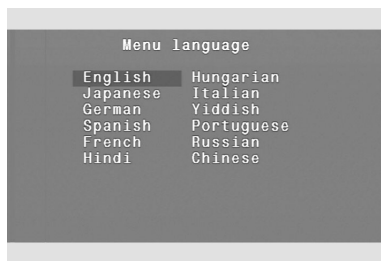 Menu language
English Hungarian
Japanese Italian
German Yiddish
Spanish Portuguese
French Russian
Hindi Chinese